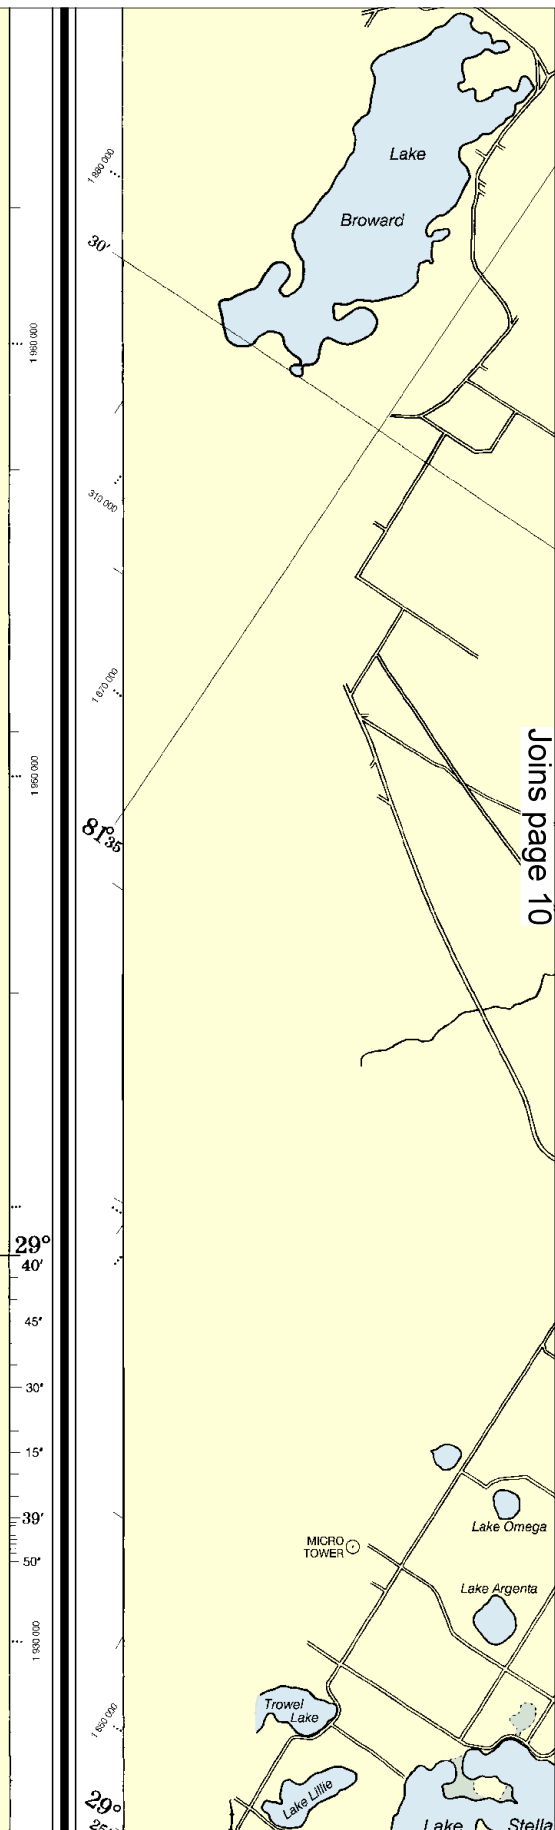 Lake
Broward
1 880 000
30'
1 960 000
310 000
1 870 000
Joins page 10
1 950 000
81°35'
29°
40'
45"
30"
15"
39'
50"
Lake Omega
MICRO
TOWER
Lake Argenta
1 930 000
Trowel
Lake
1 850 000
Lake Lillie
29°
Lake Stella